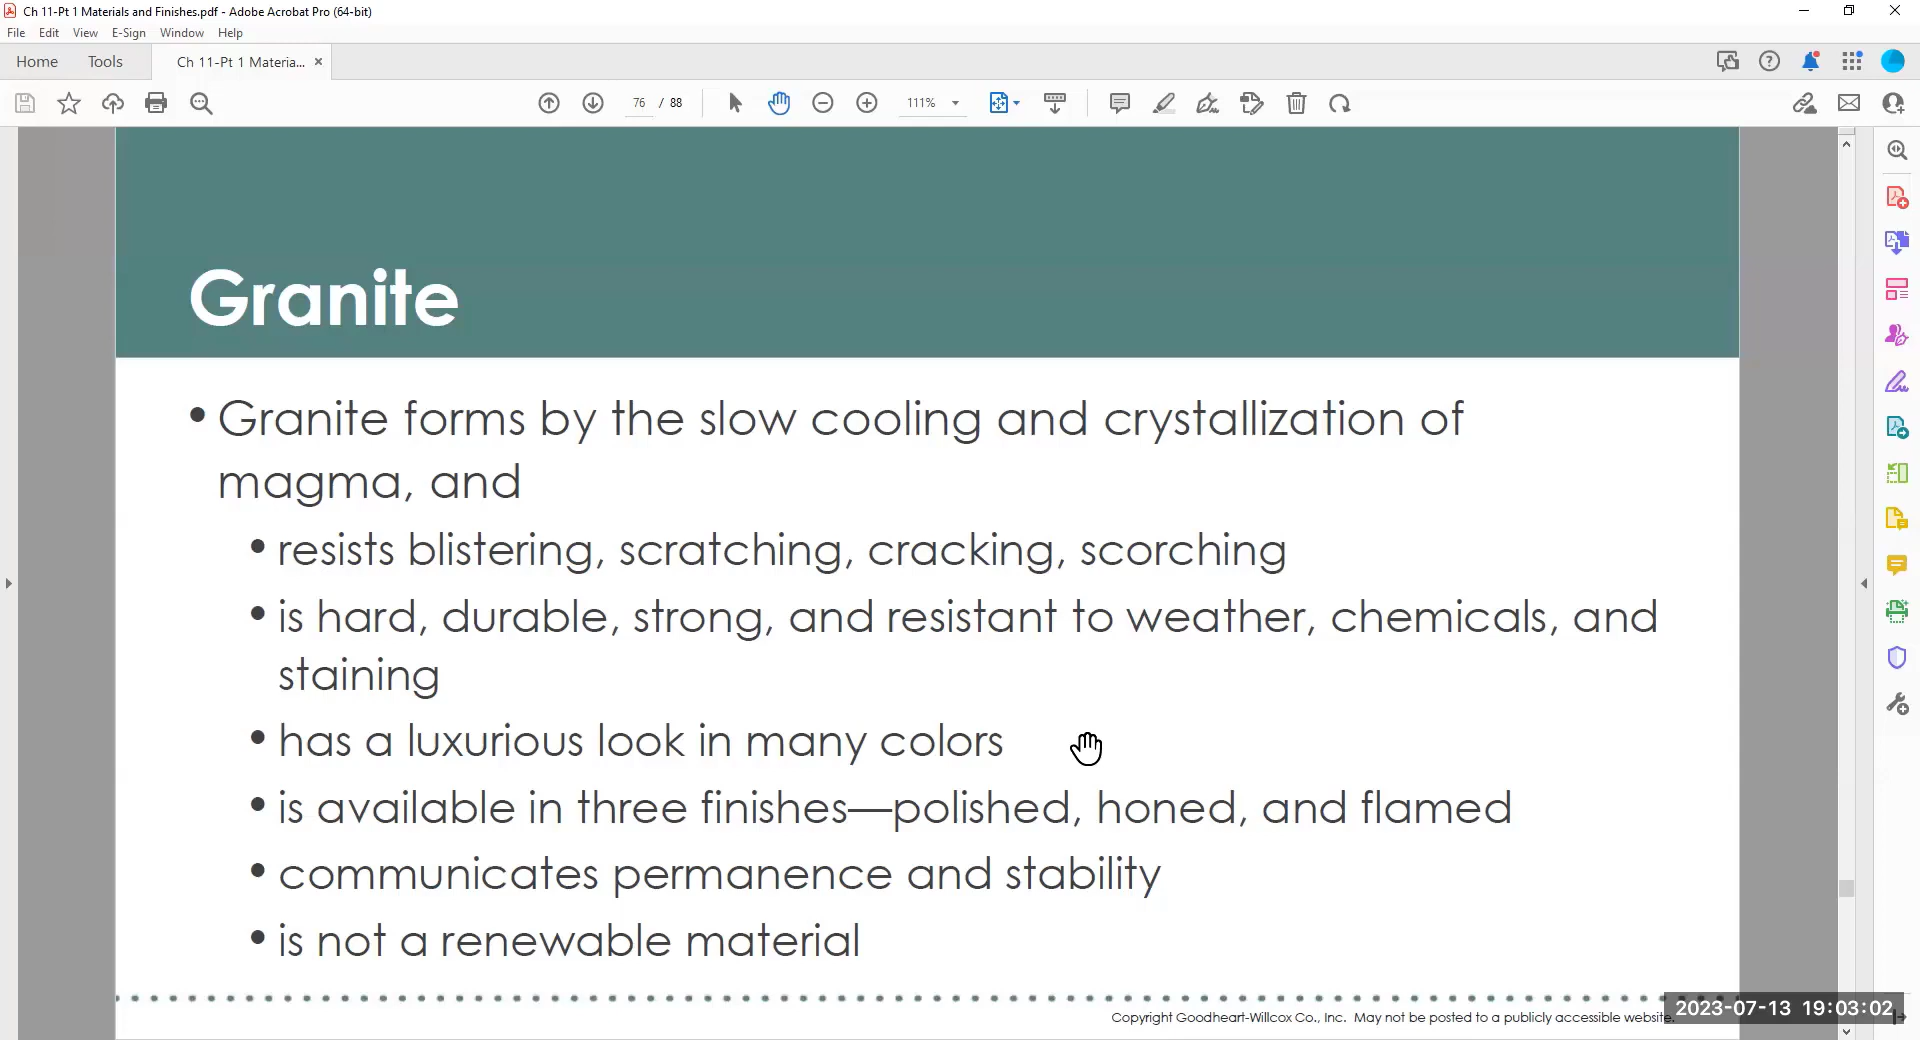 Ch 11-Pt 1 Materials and Finishes.pdf - Adobe Acrobat Pro (64-bit)
File Edit View E-Sign Window Help
Home Tools Ch 11-Pt 1 Materia... ×
76 / 88 111%
Granite
• Granite forms by the slow cooling and crystallization of
magma, and
• resists blistering, scratching, cracking, scorching
• is hard, durable, strong, and resistant to weather, chemicals, and
staining
• has a luxurious look in many colors
• is available in three finishes—polished, honed, and flamed
• communicates permanence and stability
• is not a renewable material
Copyright Goodheart-Willcox Co., Inc. May not be posted to a publicly accessible website.
2023-07-13 19:03:02